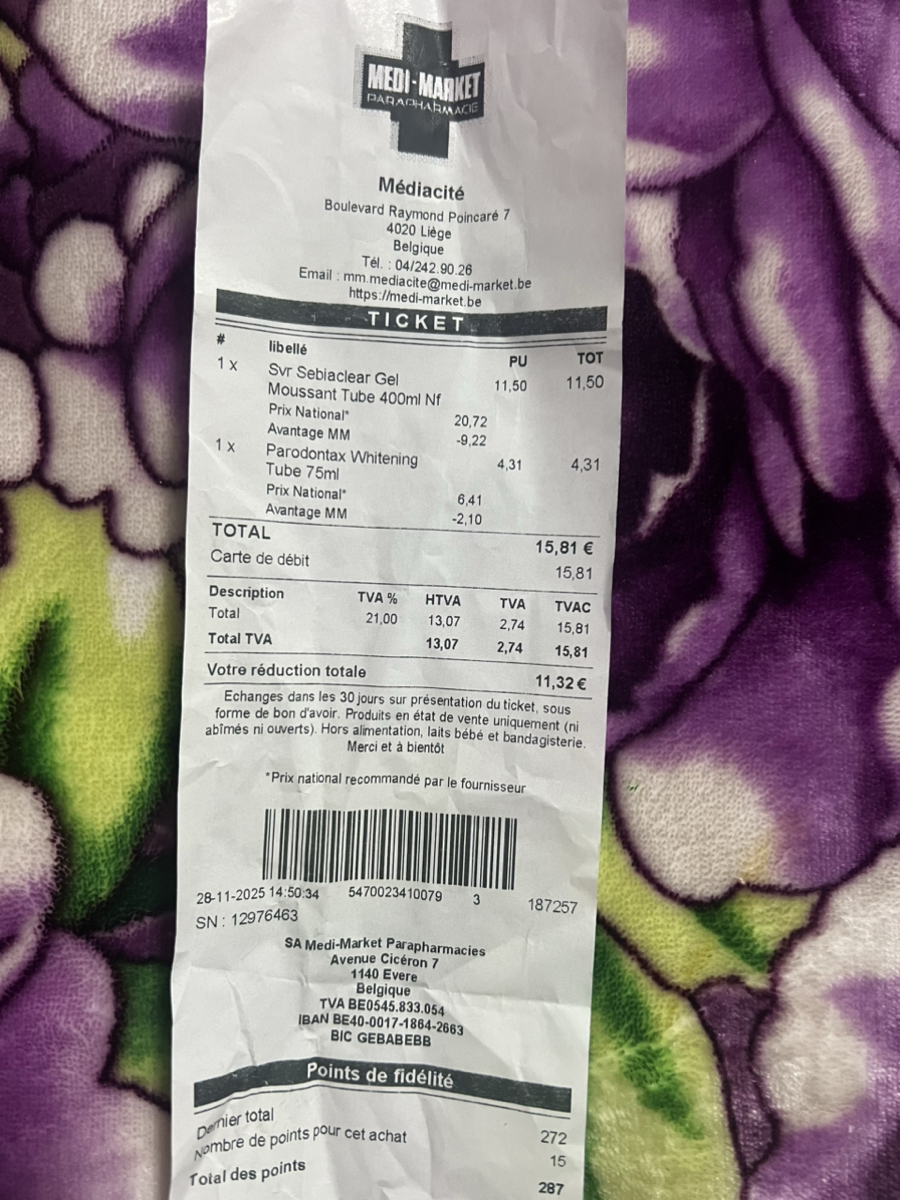 MEDI-MARKET
PARAPHARMACIE
Médiacité
Boulevard Raymond Poincaré 7
4020 Liège
Belgique
Tél. : 04/242.90.26
Email : mm.mediacite@medi-market.be
https://medi-market.be
TICKET
# libellé PU TOT
1 x Svr Sebiaclear Gel 11,50 11,50
Moussant Tube 400ml Nf
Prix National* 20,72
Avantage MM -9,22
1 x Parodontax Whitening 4,31 4,31
Tube 75ml
Prix National* 6,41
Avantage MM -2,10
TOTAL 15,81 €
Carte de débit 15,81
Description TVA % HTVA TVA TVAC
Total 21,00 13,07 2,74 15,81
Total TVA 13,07 2,74 15,81
Votre réduction totale 11,32 €
Echanges dans les 30 jours sur présentation du ticket, sous
forme de bon d'avoir. Produits en état de vente uniquement (ni
abîmés ni ouverts). Hors alimentation, laits bébé et bandagisterie.
Merci et à bientôt
*Prix national recommandé par le fournisseur
28-11-2025 14:50:34 5470023410079 3 187257
SN : 12976463
SA Medi-Market Parapharmacies
Avenue Cicéron 7
1140 Evere
Belgique
TVA BE0545.833.054
IBAN BE40-0017-1864-2663
BIC GEBABEBB
Points de fidélité
Dernier total 272
Nombre de points pour cet achat 15
Total des points 287